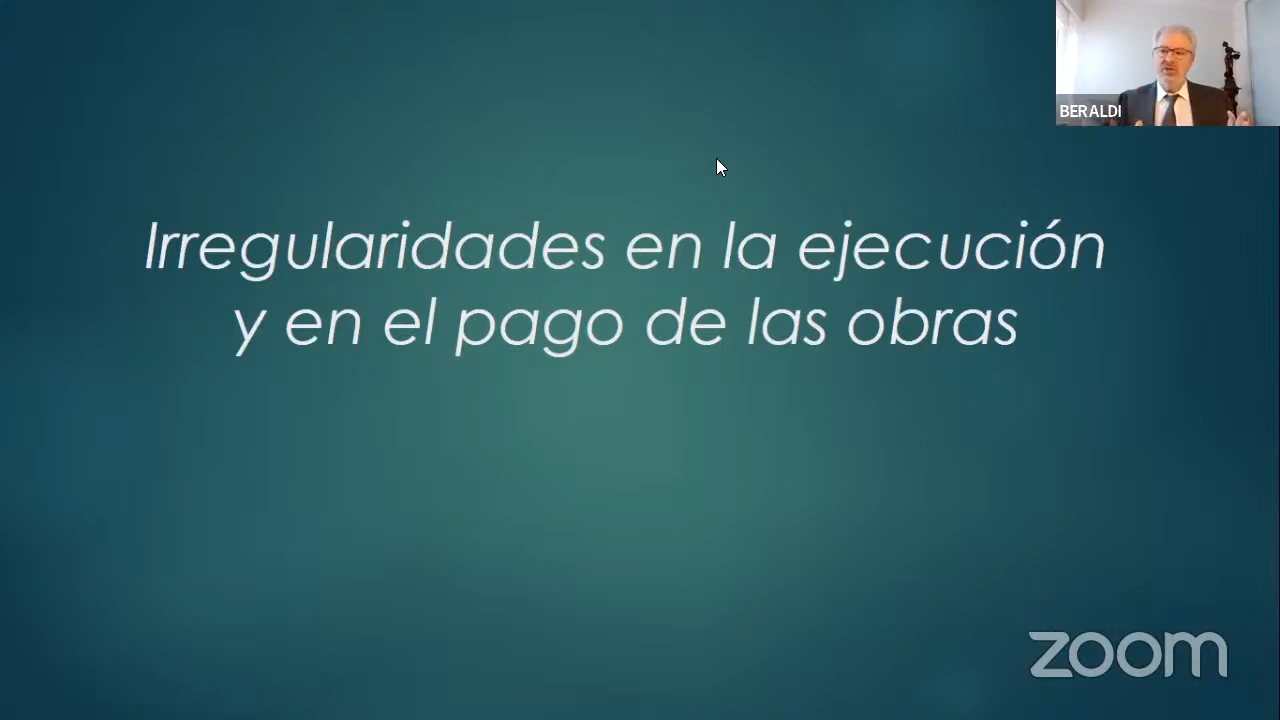 BERALDI
Irregularidades en la ejecución
y en el pago de las obras
zoom